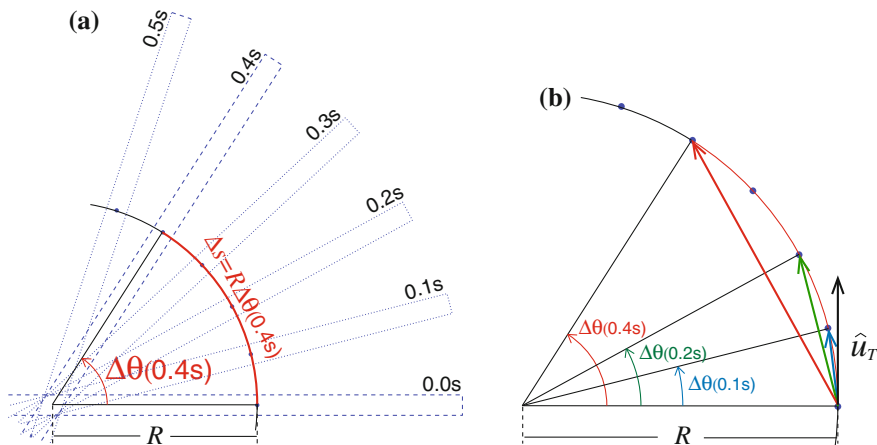 (a)
0.5s
0.4s
0.3s
0.2s
0.1s
0.0s
Δs=RΔθ(0.4s)
Δθ(0.4s)
R
(b)
Δθ(0.4s)
Δθ(0.2s)
Δθ(0.1s)
û_T
R